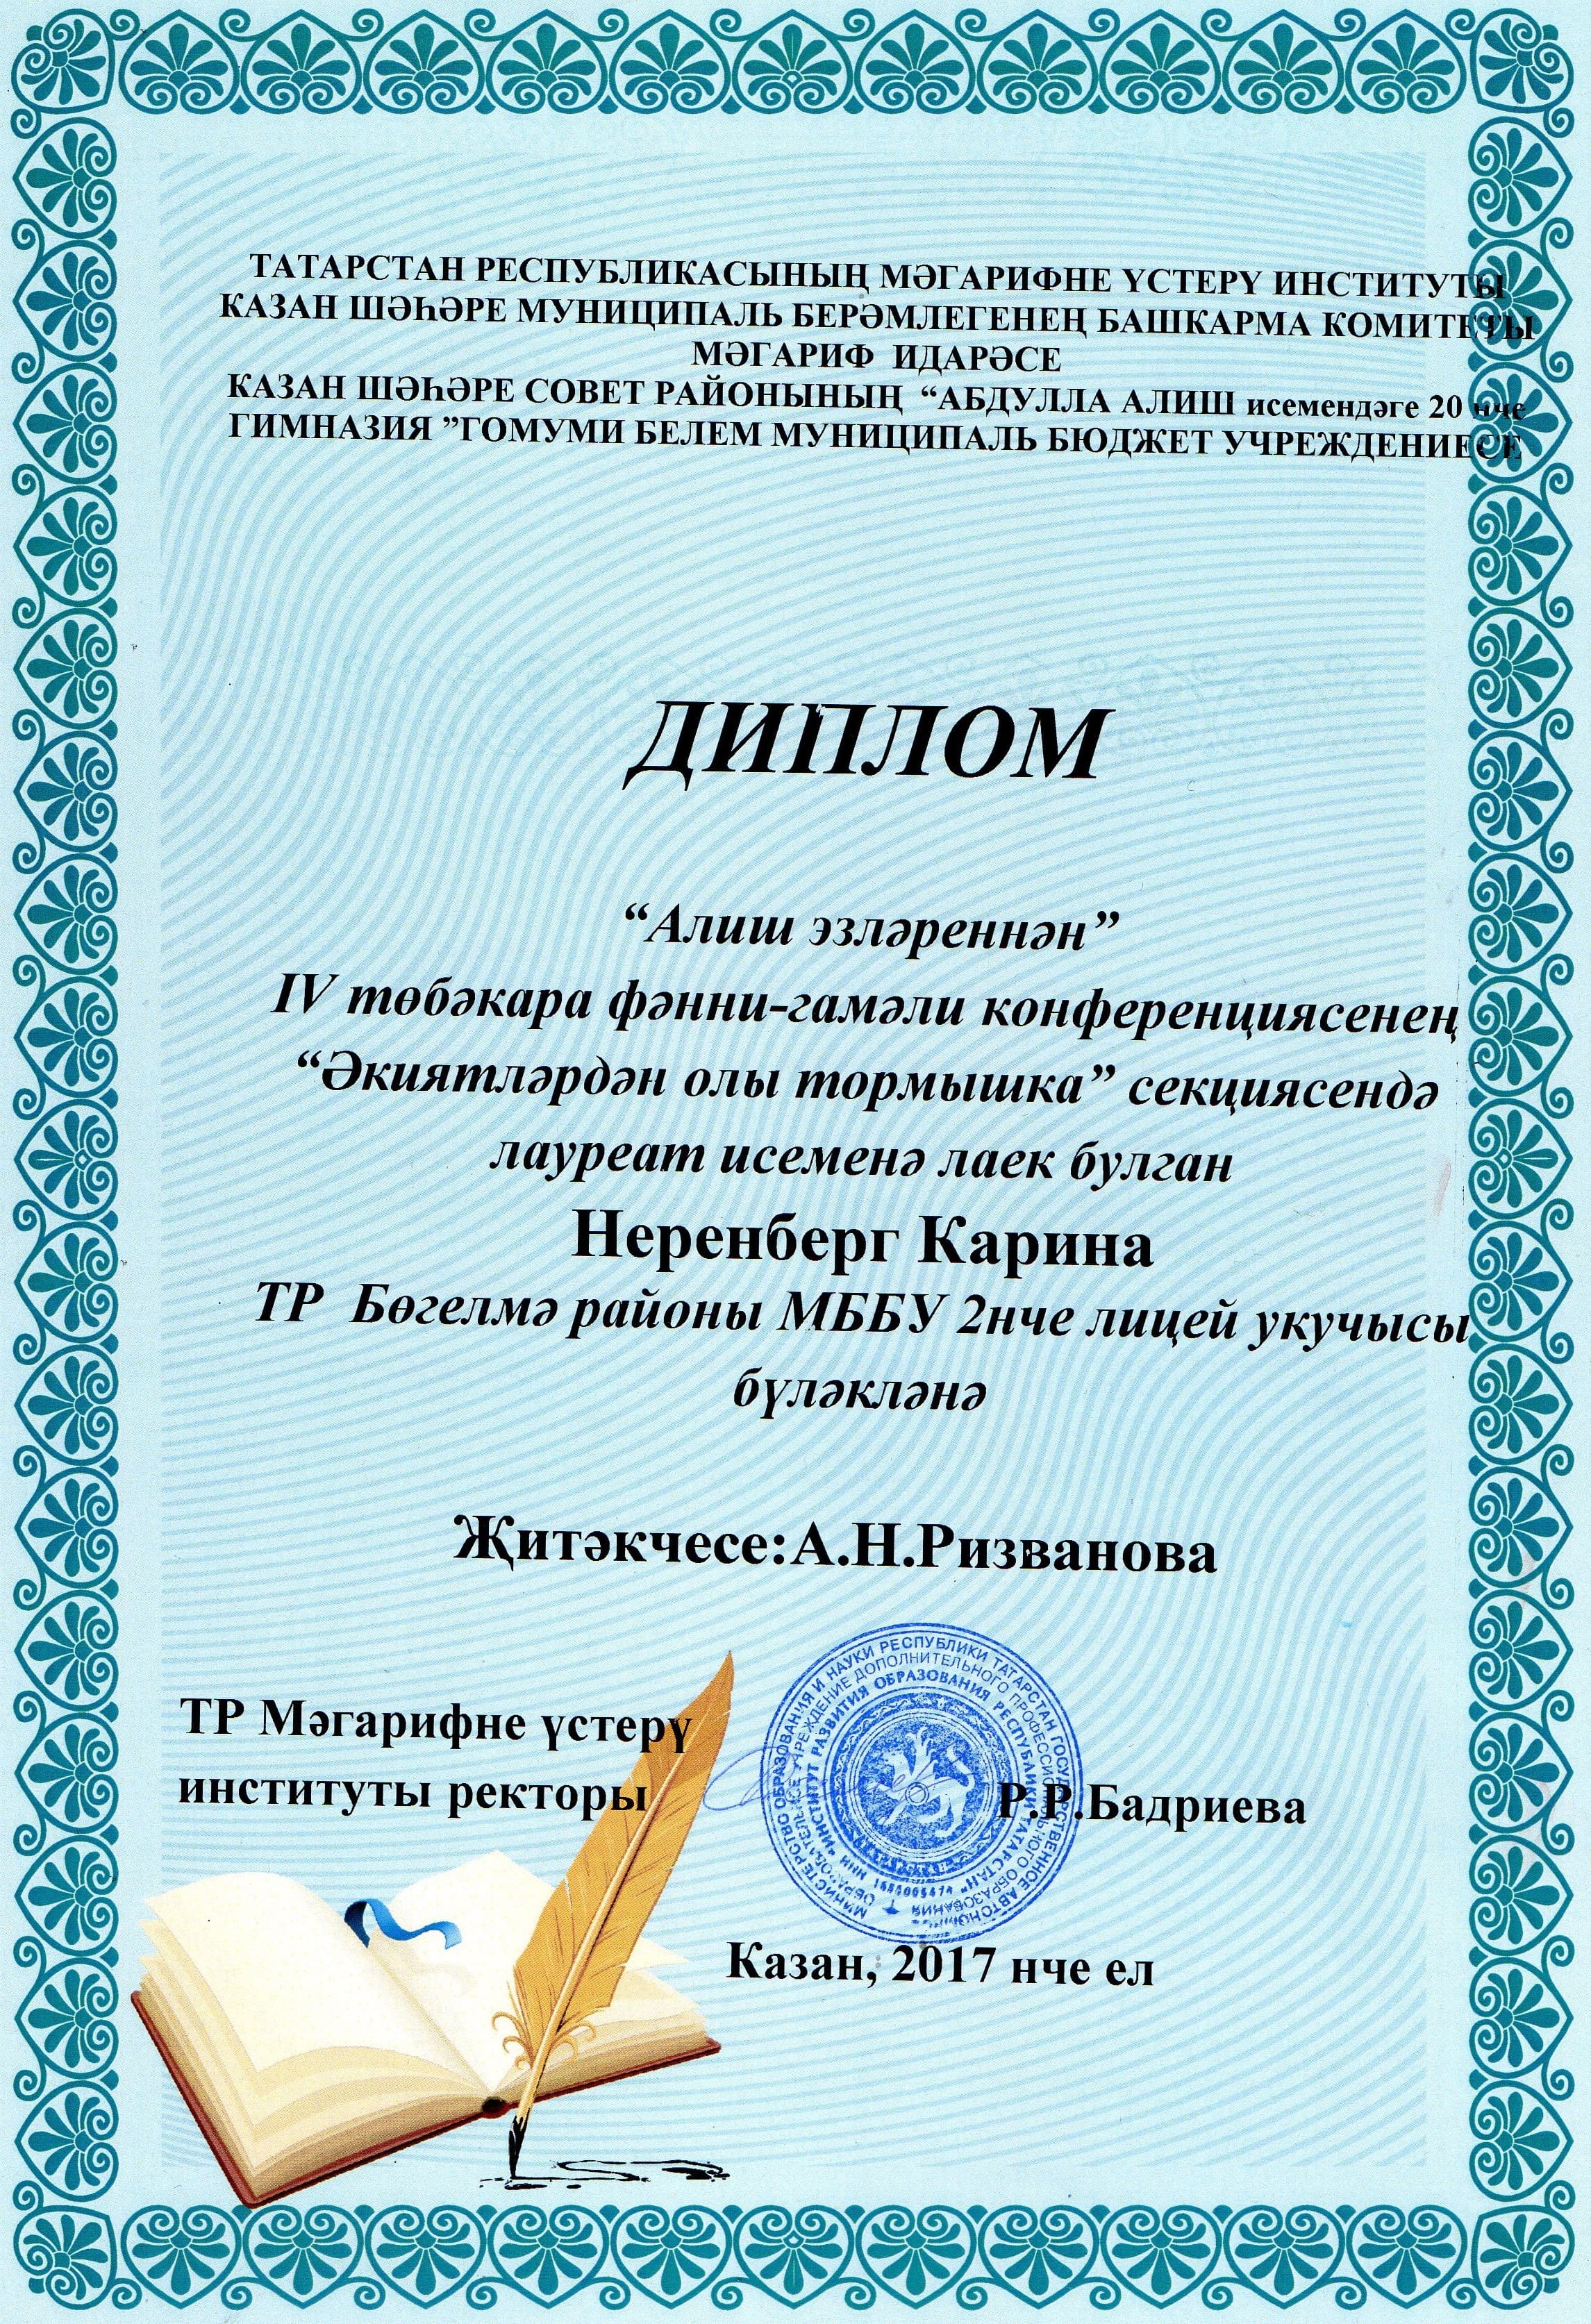 ТАТАРСТАН РЕСПУБЛИКАСЫНЫҢ МӘГАРИФНЕ ҮСТЕРҮ ИНСТИТУТЫ
КАЗАН ШӘҺӘРЕ МУНИЦИПАЛЬ БЕРӘМЛЕГЕНЕҢ БАШКАРМА КОМИТЕТЫ
МӘГАРИФ ИДАРӘСЕ
КАЗАН ШӘҺӘРЕ СОВЕТ РАЙОНЫНЫҢ “АБДУЛЛА АЛИШ исемендәге 20 нче
ГИМНАЗИЯ ”ГОМУМИ БЕЛЕМ МУНИЦИПАЛЬ БЮДЖЕТ УЧРЕЖДЕНИЕСЕ
ДИПЛОМ
“Алиш эзләреннән”
IV төбәкара фәнни-гамәли конференциясенең
“Әкиятләрдән олы тормышка” секциясендә
лауреат исеменә лаек булган
Неренберг Карина
ТР Бөгелмә районы МББУ 2нче лицей укучысы
бүләкләнә
Җитәкчесе:А.Н.Ризванова
ТР Мәгарифне үстерү
институты ректоры Р.Р.Бадриева
МИНИСТЕРСТВО ОБРАЗОВАНИЯ И НАУКИ РЕСПУБЛИКИ ТАТАРСТАН ГОСУДАРСТВЕННОЕ АВТОНОМНОЕ
ОБРАЗОВАТЕЛЬНОЕ УЧРЕЖДЕНИЕ ДОПОЛНИТЕЛЬНОГО ПРОФЕССИОНАЛЬНОГО ОБРАЗОВАНИЯ
"ИНСТИТУТ РАЗВИТИЯ ОБРАЗОВАНИЯ РЕСПУБЛИКИ ТАТАРСТАН"
Казан, 2017 нче ел